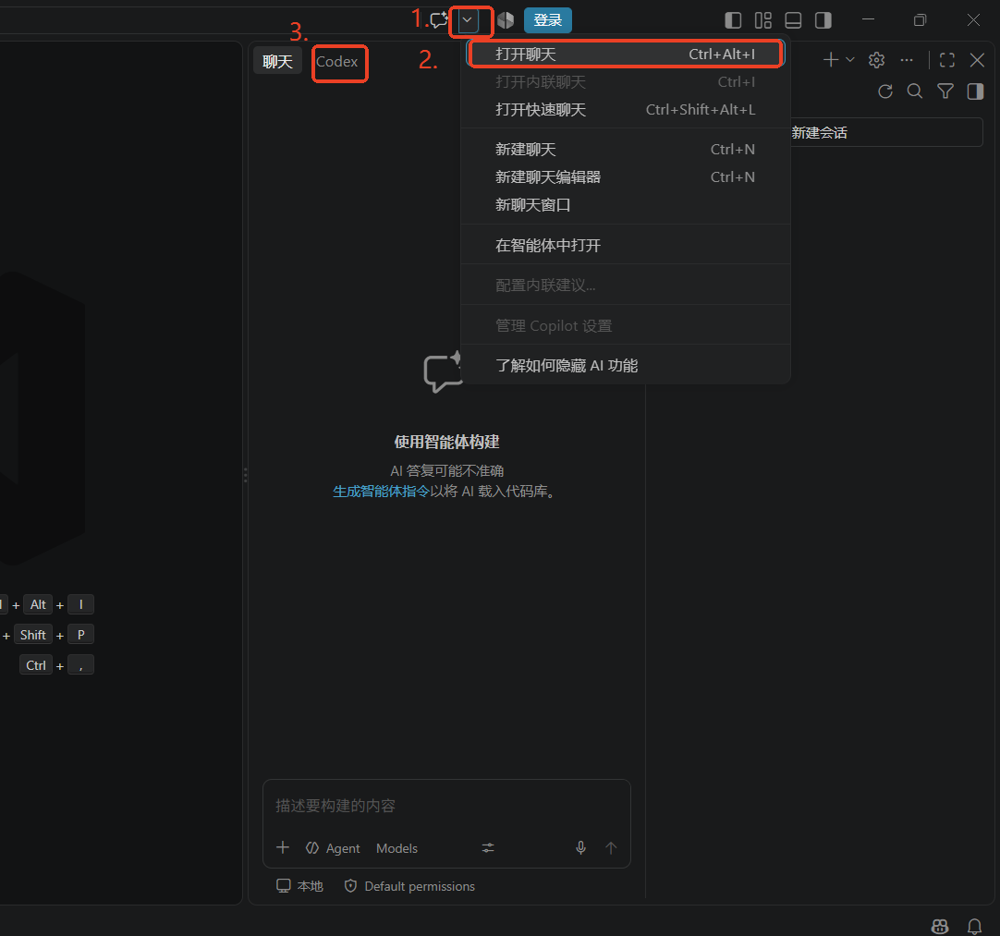 1.
登录
3.
聊天
Codex
2.
打开聊天 Ctrl+Alt+I
打开内联聊天 Ctrl+I
打开快速聊天 Ctrl+Shift+Alt+L
新建会话
新建聊天 Ctrl+N
新建聊天编辑器 Ctrl+N
新聊天窗口
在智能体中打开
配置内联建议...
管理 Copilot 设置
了解如何隐藏 AI 功能
使用智能体构建
AI 答复可能不准确
生成智能体指令以将 AI 载入代码库。
+ Alt + I
+ Shift + P
Ctrl + ,
描述要构建的内容
Agent Models
本地 Default permissions